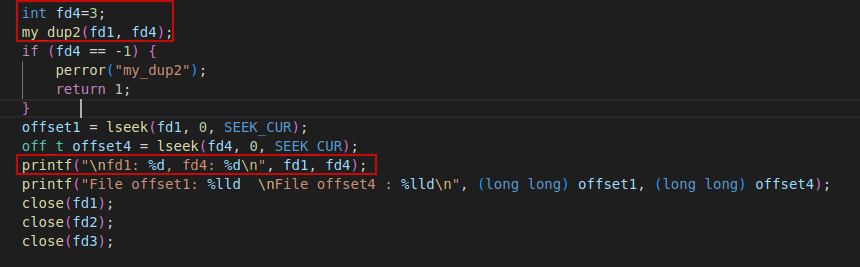 int fd4=3;
my_dup2(fd1, fd4);
if (fd4 == -1) {
perror("my_dup2");
return 1;
}
offset1 = lseek(fd1, 0, SEEK_CUR);
off_t offset4 = lseek(fd4, 0, SEEK_CUR);
printf("\nfd1: %d, fd4: %d\n", fd1, fd4);
printf("File offset1: %lld  \nFile offset4 : %lld\n", (long long) offset1, (long long) offset4);
close(fd1);
close(fd2);
close(fd3);